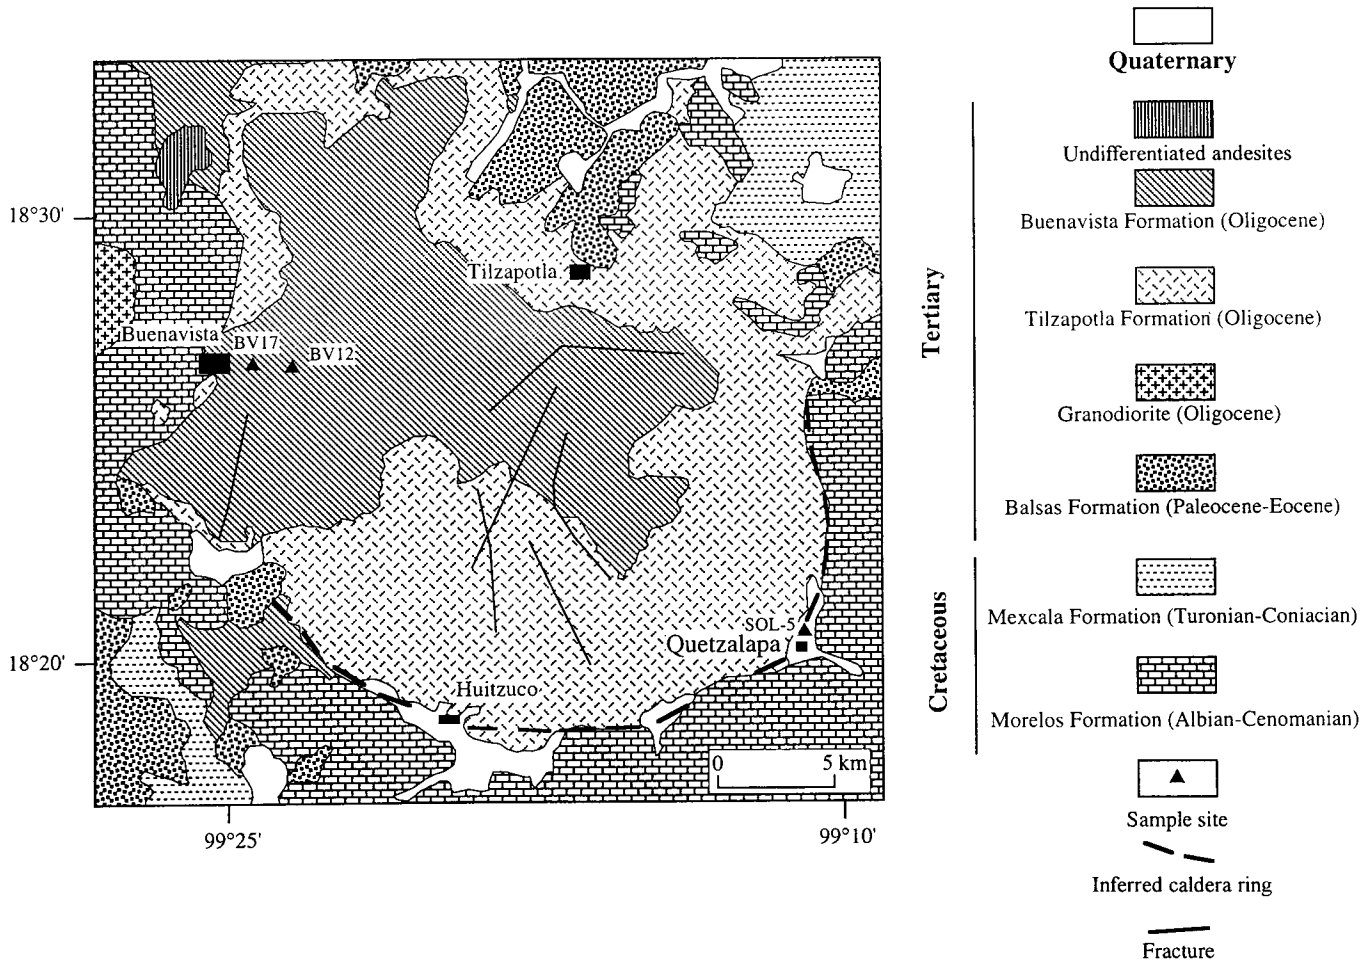 18°30'
18°20'
99°25'
99°10'
Tilzapotla
Buenavista
BV17
BV12
SOL-5
Quetzalapa
Huitzuco
0 5 km
Quaternary
Tertiary
Undifferentiated andesites
Buenavista Formation (Oligocene)
Tilzapotla Formation (Oligocene)
Granodiorite (Oligocene)
Balsas Formation (Paleocene-Eocene)
Cretaceous
Mexcala Formation (Turonian-Coniacian)
Morelos Formation (Albian-Cenomanian)
Sample site
Inferred caldera ring
Fracture